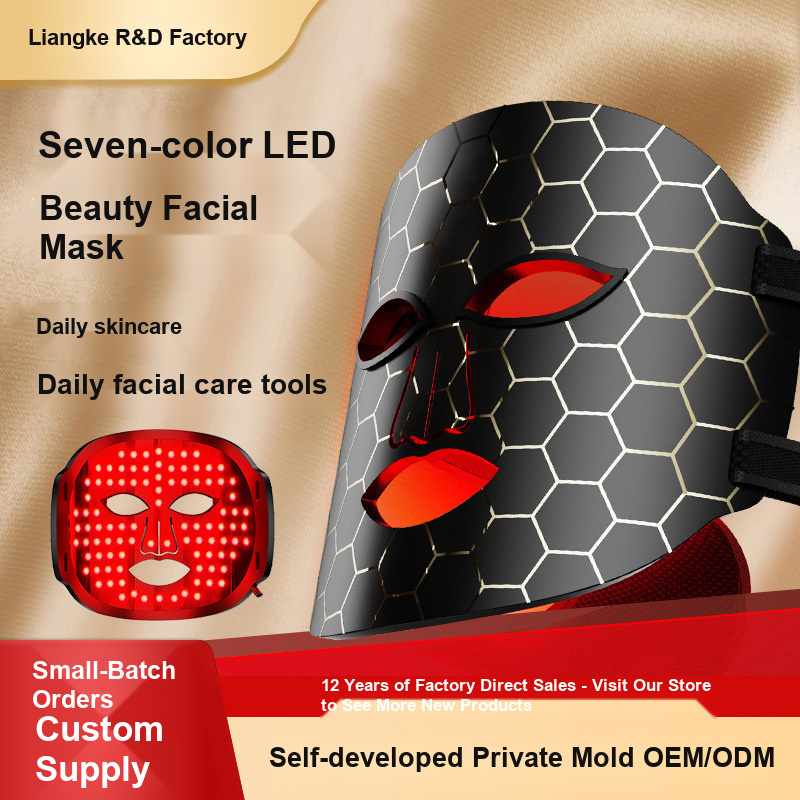 Liangke R&D Factory
Seven-color LED
Beauty Facial
Mask
Daily skincare
Daily facial care tools
Small-Batch
Orders
Custom
Supply
12 Years of Factory Direct Sales - Visit Our Store
to See More New Products
Self-developed Private Mold OEM/ODM